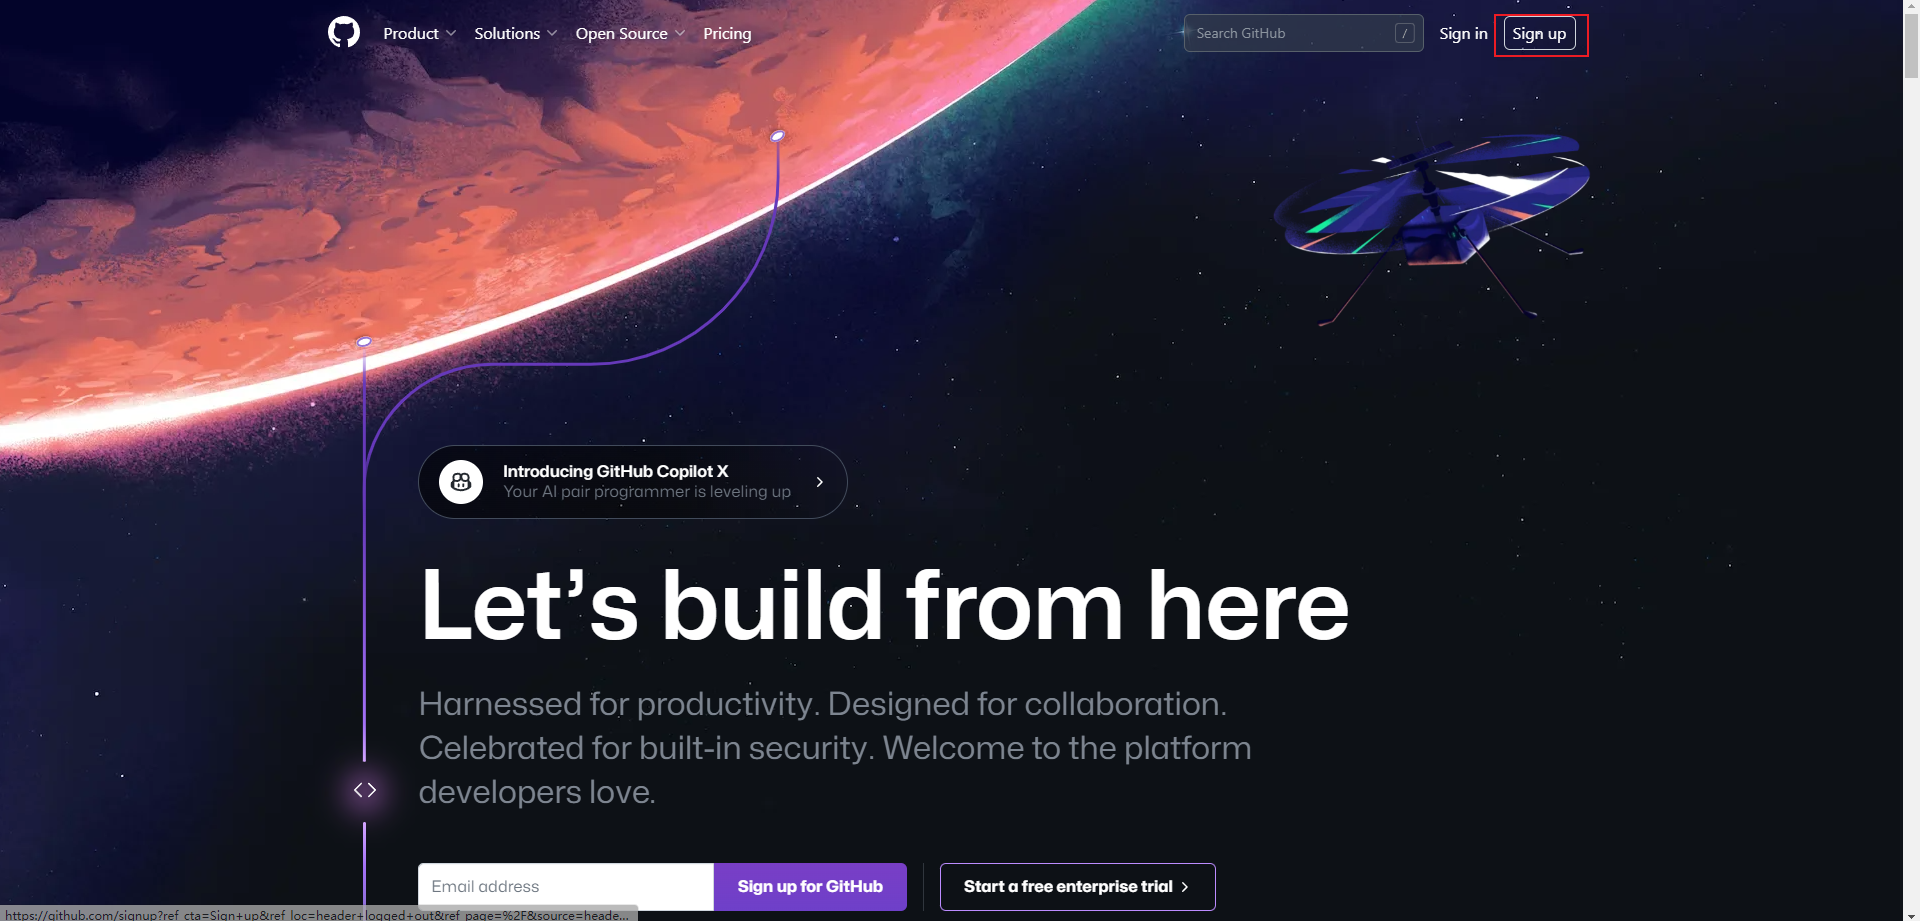 Product Solutions Open Source Pricing Search GitHub / Sign in Sign up
Introducing GitHub Copilot X
Your AI pair programmer is leveling up
Let’s build from here
Harnessed for productivity. Designed for collaboration.
Celebrated for built-in security. Welcome to the platform
developers love.
Email address Sign up for GitHub Start a free enterprise trial
https://github.com/signup?ref_cta=Sign+up&ref_loc=header+logged+out&ref_page=%2F&source=heade...